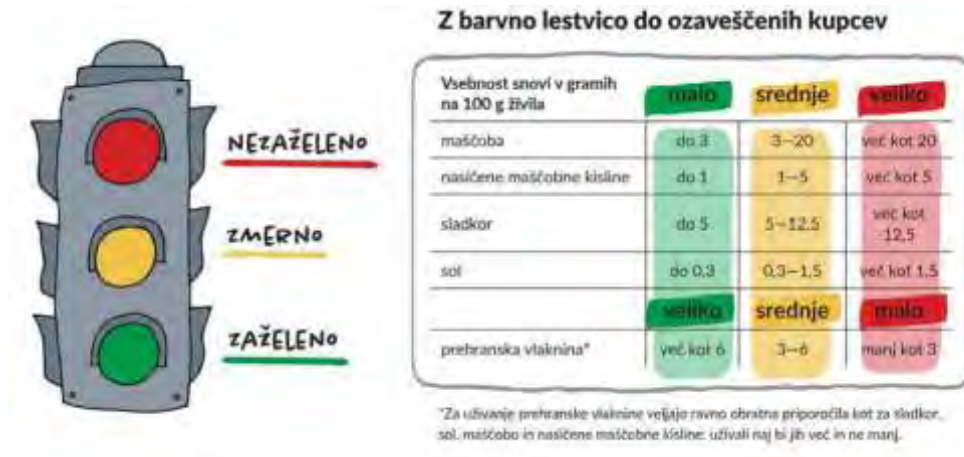 NEZAŽELENO
ZMERNO
ZAŽELENO
Z barvno lestvico do ozaveščenih kupcev
Vsebnost snovi v gramih
na 100 g živila
malo srednje veliko
maščoba do 3 3–20 več kot 20
nasičene maščobne kisline do 1 1–5 več kot 5
sladkor do 5 5–12,5 več kot
12,5
sol do 0,3 0,3–1,5 več kot 1,5
veliko srednje malo
prehranska vlaknina* več kot 6 3–6 manj kot 3
*Za uživanje prehranske vlaknine veljajo ravno obratna priporočila kot za sladkor,
sol, maščobo in nasičene maščobne kisline: uživali naj bi jih več in ne manj.